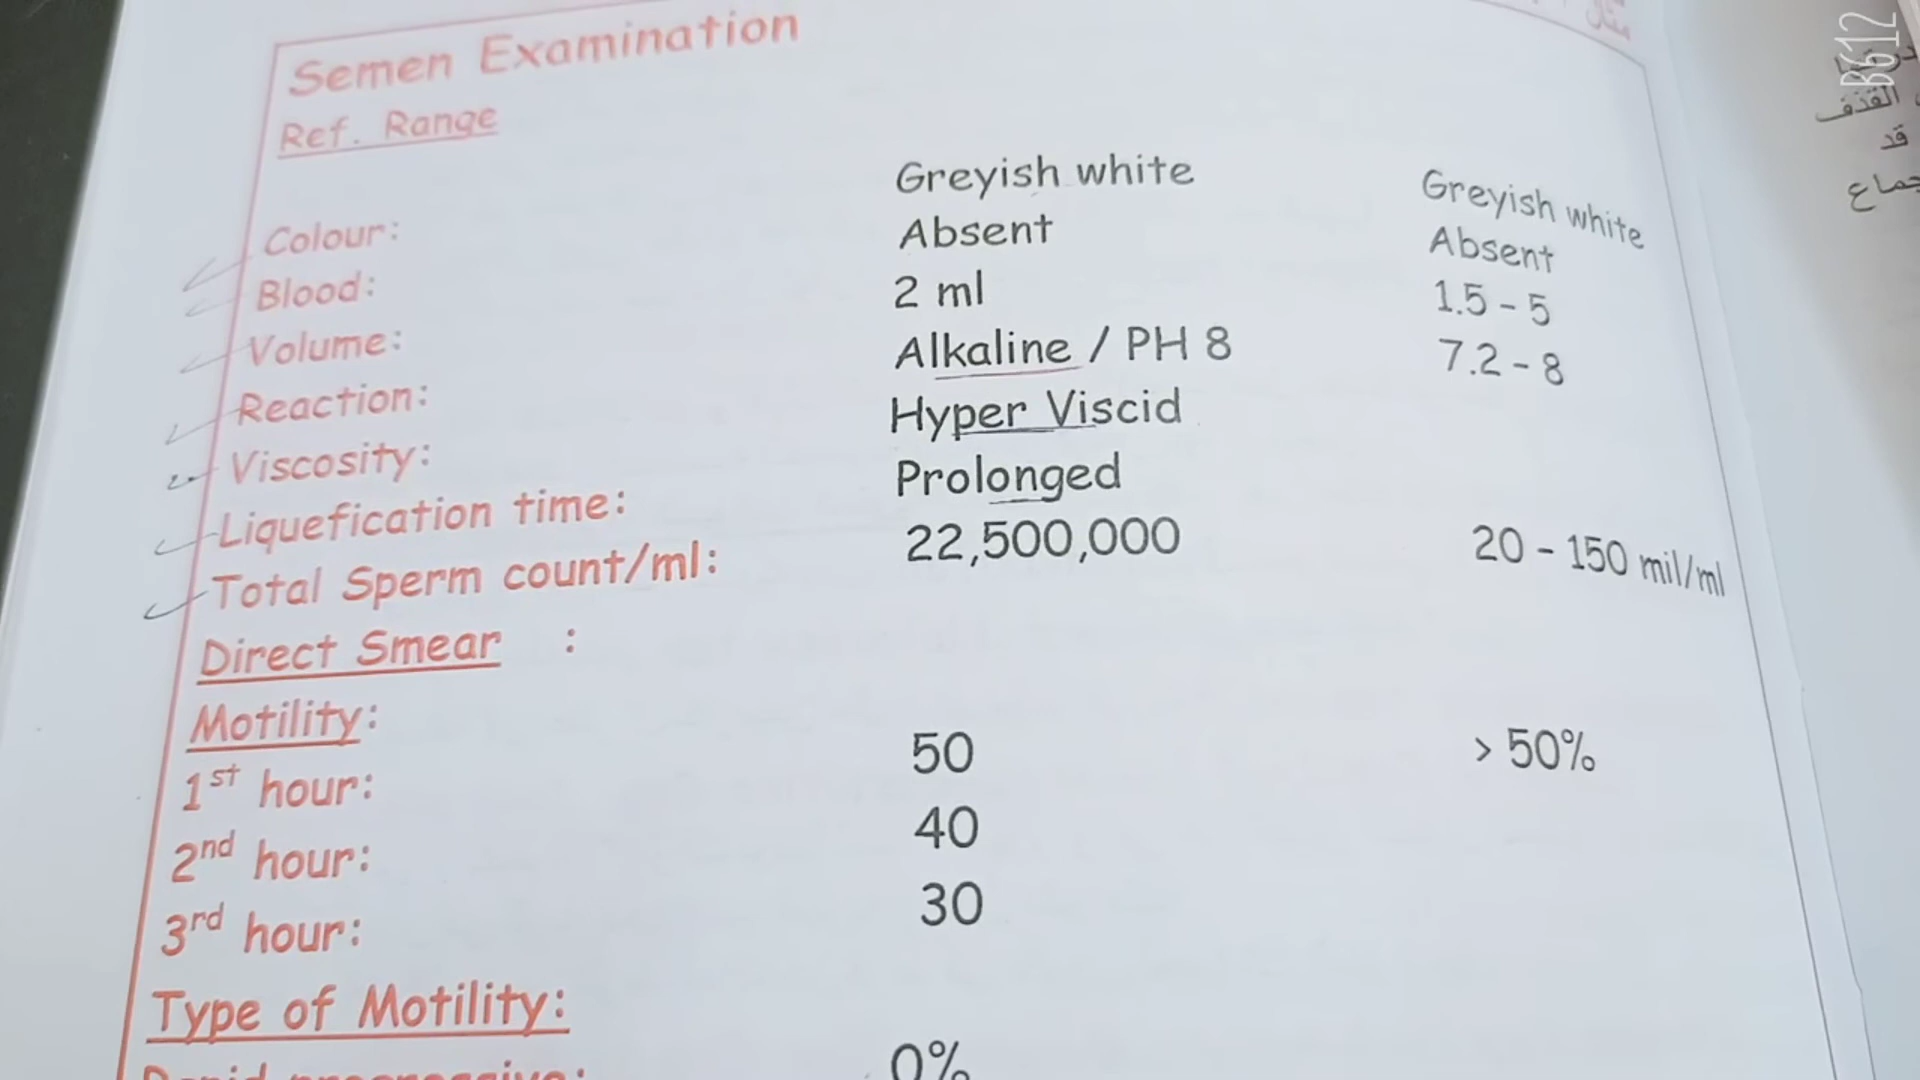 Semen Examination
Ref. Range
Colour: Greyish white Greyish white
Blood: Absent Absent
Volume: 2 ml 1.5 - 5
Reaction: Alkaline / PH 8 7.2 - 8
Viscosity: Hyper Viscid
Liquefication time: Prolonged
Total Sperm count/ml: 22,500,000 20 - 150 mil/ml
Direct Smear :
Motility:
1st hour: 50 > 50%
2nd hour: 40
3rd hour: 30
Type of Motility:
0%
القذف
قد
B612